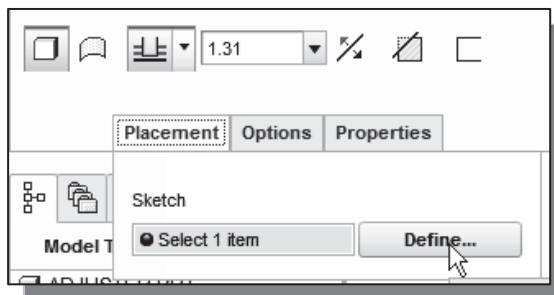 1.31
Placement Options Properties
Sketch
Select 1 item Define...
Model T